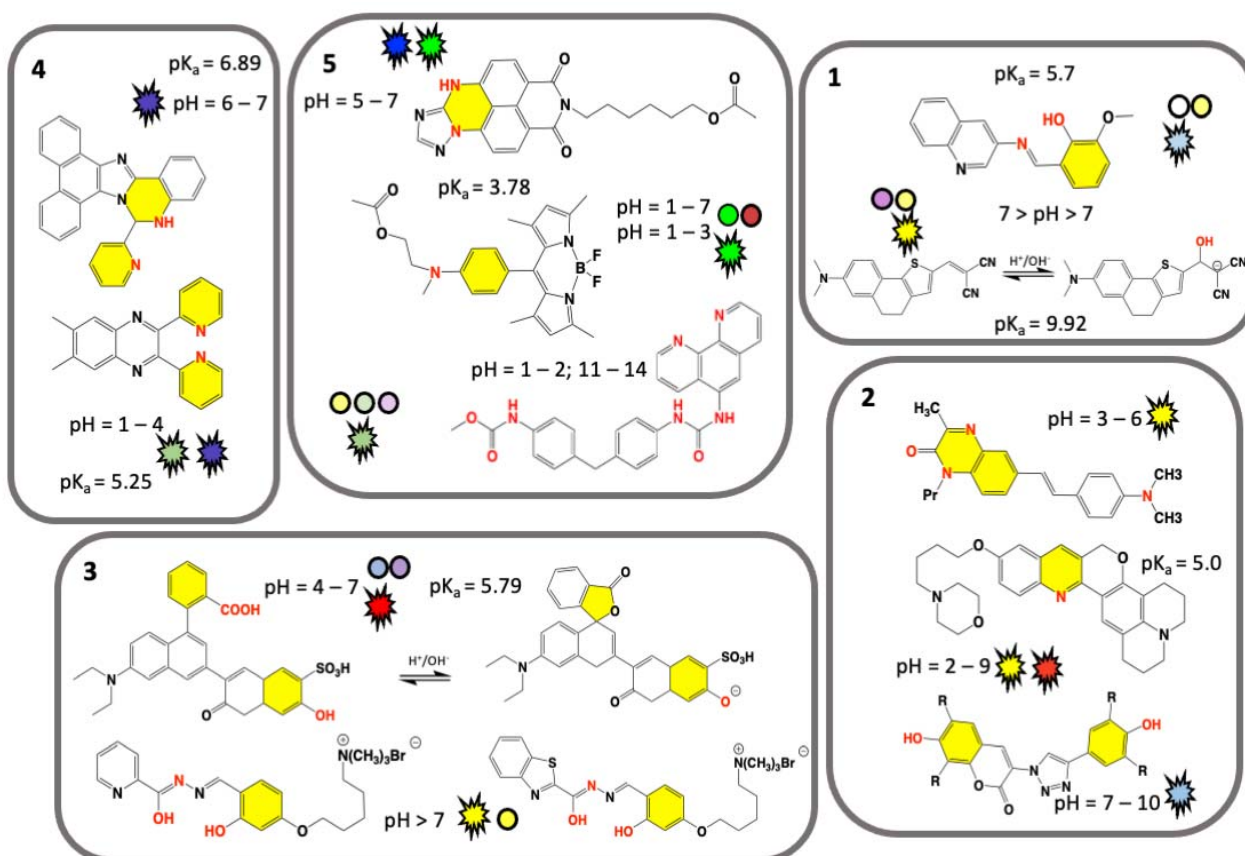 4
pKa = 6.89
pH = 6 – 7
N
N
NH
N
N
N
N
N
pH = 1 – 4
pKa = 5.25
5
pH = 5 – 7
HN
N
N
N
N
O
O
O
O
pKa = 3.78
O
O
N
N
N
B
F
F
pH = 1 – 7
pH = 1 – 3
pH = 1 – 2; 11 – 14
N
N
O
O
H
N
H
N
O
NH
1
pKa = 5.7
N
N
HO
O
7 > pH > 7
N
S
CN
CN
H⁺/OH⁻
N
S
OH
CN
CN
pKa = 9.92
2
H₃C
N
O
N
Pr
pH = 3 – 6
CH3
N
CH3
O
O
N
N
O
N
pKa = 5.0
pH = 2 – 9
R
HO
R
O
O
N
N
N
R
OH
R
pH = 7 – 10
3
COOH
pH = 4 – 7
pKa = 5.79
N
O
SO₃H
OH
H⁺/OH⁻
O
O
N
O
SO₃H
O
N
OH
N
N
HO
O
N(CH₃)₃Br
pH > 7
S
N
OH
N
N
HO
O
N(CH₃)₃Br